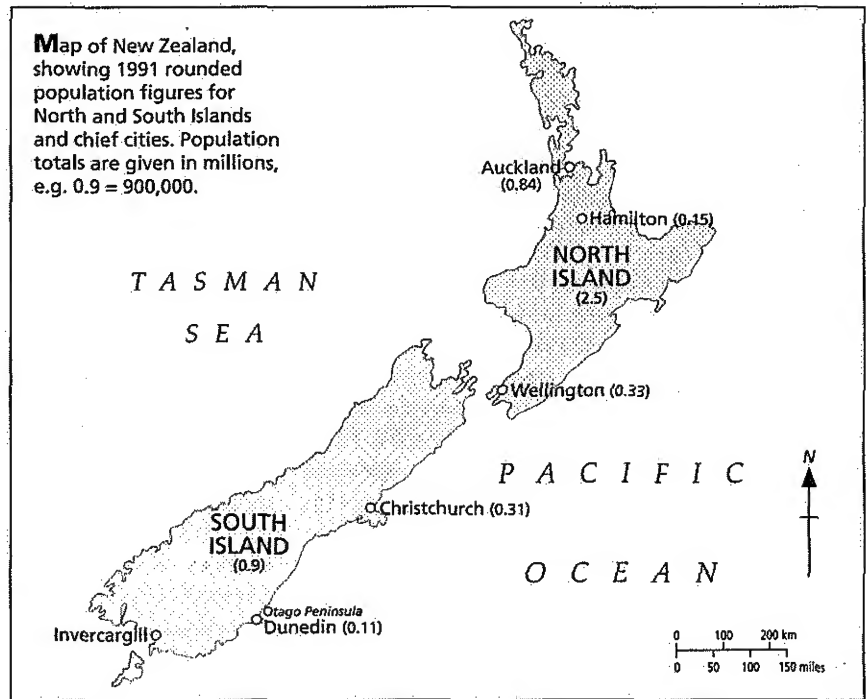 Map of New Zealand,
showing 1991 rounded
population figures for
North and South Islands
and chief cities. Population
totals are given in millions,
e.g. 0.9 = 900,000.
Auckland
(0.84)
Hamilton (0.15)
NORTH
ISLAND
(2.5)
TASMAN
SEA
Wellington (0.33)
PACIFIC
OCEAN
N
Christchurch (0.31)
SOUTH
ISLAND
(0.9)
Otago Peninsula
Dunedin (0.11)
Invercargill
0 100 200 km
0 50 100 150 miles